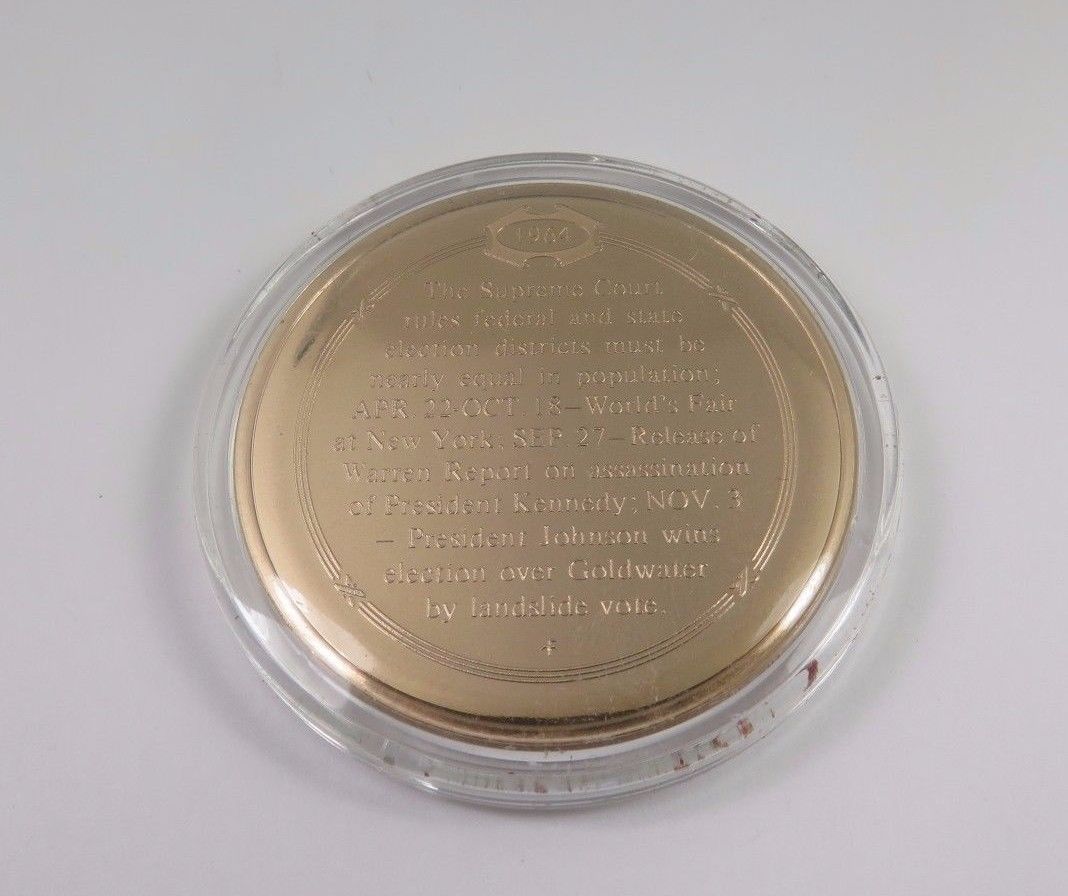 1964
The Supreme Court
rules federal and state
election districts must be
nearly equal in population;
APR. 22-OCT. 18—World's Fair
at New York; SEP. 27—Release of
Warren Report on assassination
of President Kennedy; NOV. 3
— President Johnson wins
election over Goldwater
by landslide vote.